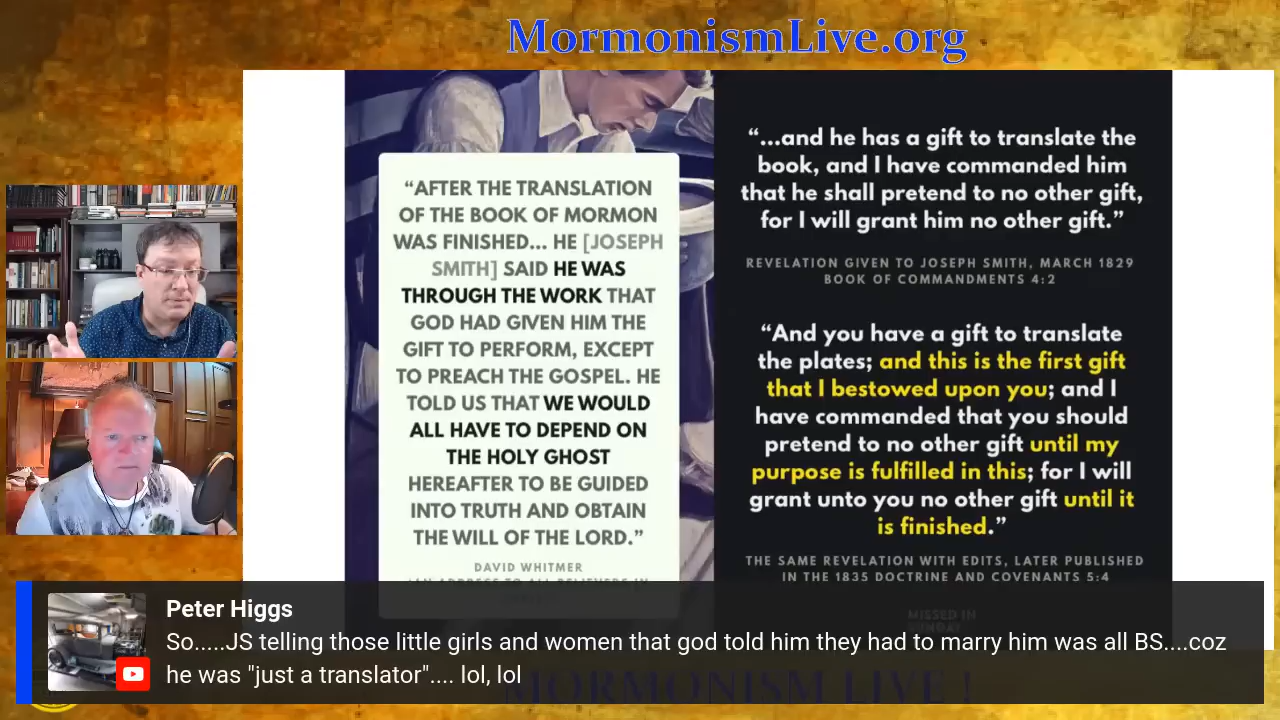 MormonismLive.org
“AFTER THE TRANSLATION
OF THE BOOK OF MORMON
WAS FINISHED... HE [JOSEPH
SMITH] SAID HE WAS
THROUGH THE WORK THAT
GOD HAD GIVEN HIM THE
GIFT TO PERFORM, EXCEPT
TO PREACH THE GOSPEL. HE
TOLD US THAT WE WOULD
ALL HAVE TO DEPEND ON
THE HOLY GHOST
HEREAFTER TO BE GUIDED
INTO TRUTH AND OBTAIN
THE WILL OF THE LORD.”
DAVID WHITMER
“...and he has a gift to translate the
book, and I have commanded him
that he shall pretend to no other gift,
for I will grant him no other gift.”
REVELATION GIVEN TO JOSEPH SMITH, MARCH 1829
BOOK OF COMMANDMENTS 4:2
“And you have a gift to translate
the plates; and this is the first gift
that I bestowed upon you; and I
have commanded that you should
pretend to no other gift until my
purpose is fulfilled in this; for I will
grant unto you no other gift until it
is finished.”
THE SAME REVELATION WITH EDITS, LATER PUBLISHED
IN THE 1835 DOCTRINE AND COVENANTS 5:4
MISSED IN
Peter Higgs
So.....JS telling those little girls and women that god told him they had to marry him was all BS....coz
he was "just a translator".... lol, lol
MORMONISM LIVE !